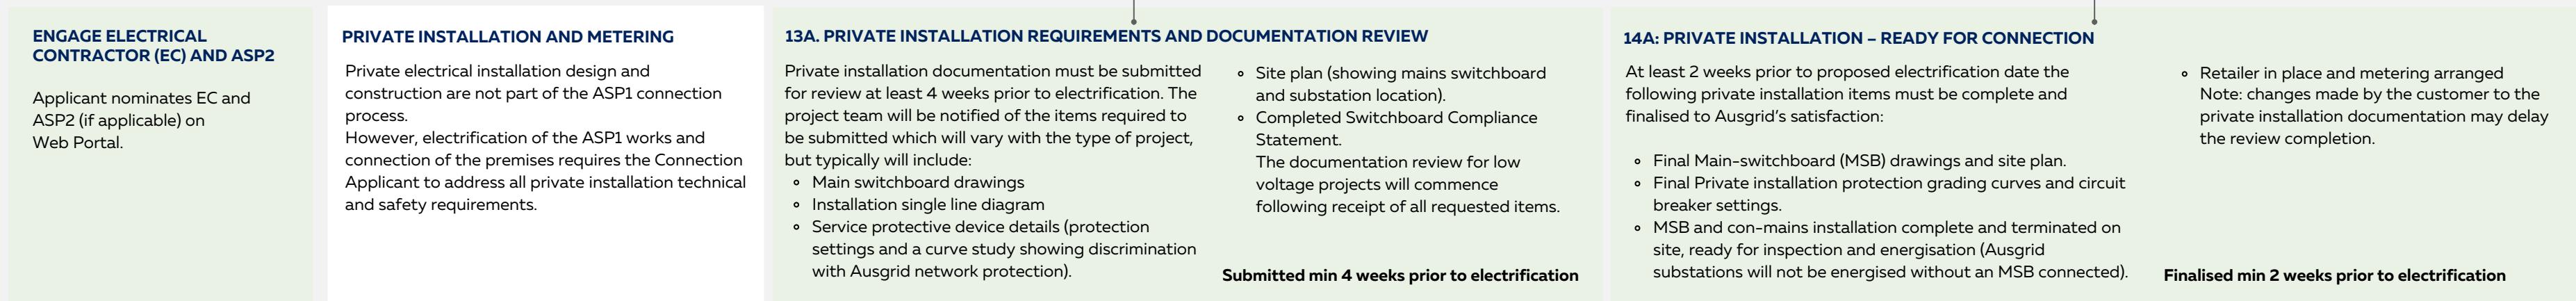 ENGAGE ELECTRICAL
CONTRACTOR (EC) AND ASP2
Applicant nominates EC and
ASP2 (if applicable) on
Web Portal.
PRIVATE INSTALLATION AND METERING
Private electrical installation design and
construction are not part of the ASP1 connection
process.
However, electrification of the ASP1 works and
connection of the premises requires the Connection
Applicant to address all private installation technical
and safety requirements.
13A. PRIVATE INSTALLATION REQUIREMENTS AND DOCUMENTATION REVIEW
Private installation documentation must be submitted
for review at least 4 weeks prior to electrification. The
project team will be notified of the items required to
be submitted which will vary with the type of project,
but typically will include:
∘ Main switchboard drawings
∘ Installation single line diagram
∘ Service protective device details (protection
settings and a curve study showing discrimination
with Ausgrid network protection).
∘ Site plan (showing mains switchboard
and substation location).
∘ Completed Switchboard Compliance
Statement.
The documentation review for low
voltage projects will commence
following receipt of all requested items.
Submitted min 4 weeks prior to electrification
14A: PRIVATE INSTALLATION – READY FOR CONNECTION
At least 2 weeks prior to proposed electrification date the
following private installation items must be complete and
finalised to Ausgrid's satisfaction:
∘ Final Main-switchboard (MSB) drawings and site plan.
∘ Final Private installation protection grading curves and circuit
breaker settings.
∘ MSB and con-mains installation complete and terminated on
site, ready for inspection and energisation (Ausgrid
substations will not be energised without an MSB connected).
∘ Retailer in place and metering arranged
Note: changes made by the customer to the
private installation documentation may delay
the review completion.
Finalised min 2 weeks prior to electrification